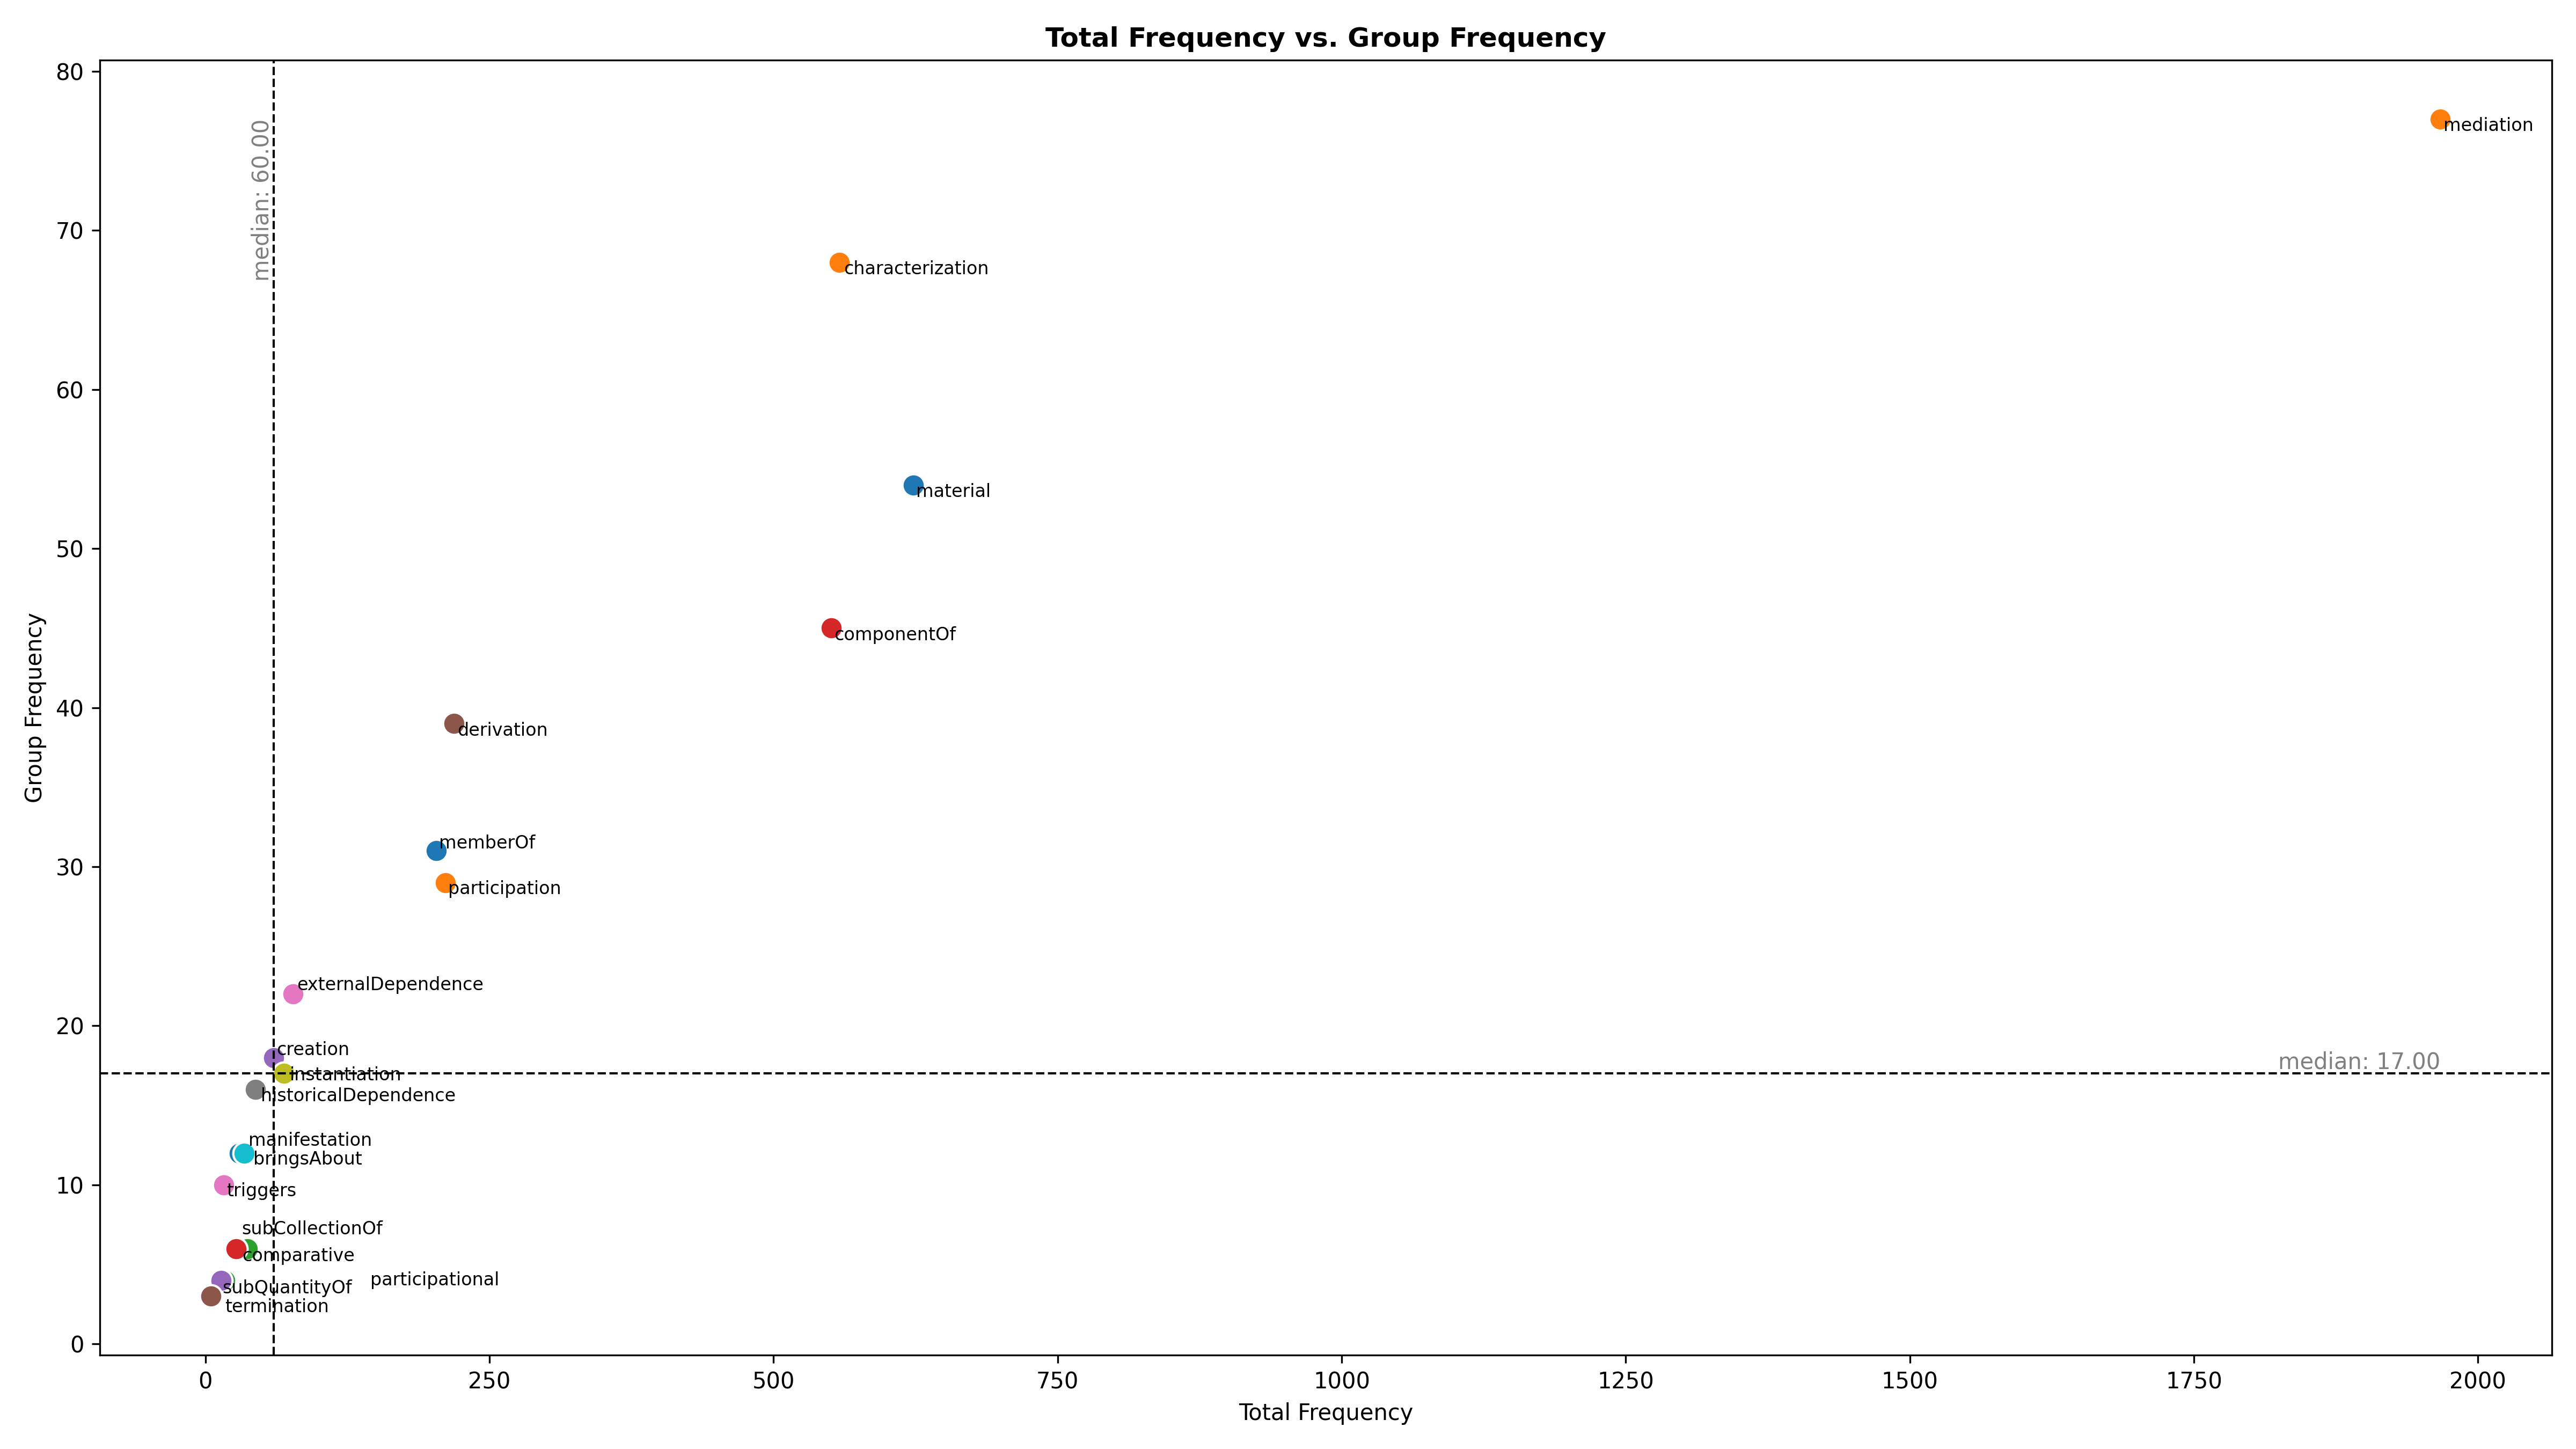 Total Frequency vs. Group Frequency
80
70
60
50
40
30
20
10
0
Group Frequency
median: 60.00
mediation
characterization
material
componentOf
derivation
memberOf
participation
externalDependence
creation
median: 17.00
instantiation
historicalDependence
manifestation
bringsAbout
triggers
subCollectionOf
comparative
participational
subQuantityOf
termination
0 250 500 750 1000 1250 1500 1750 2000
Total Frequency